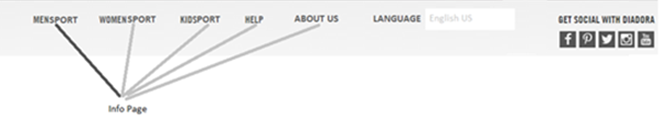 MENSPORT WOMENSPORT KIDSPORT HELP ABOUT US LANGUAGE English US GET SOCIAL WITH DIADORA
Info Page